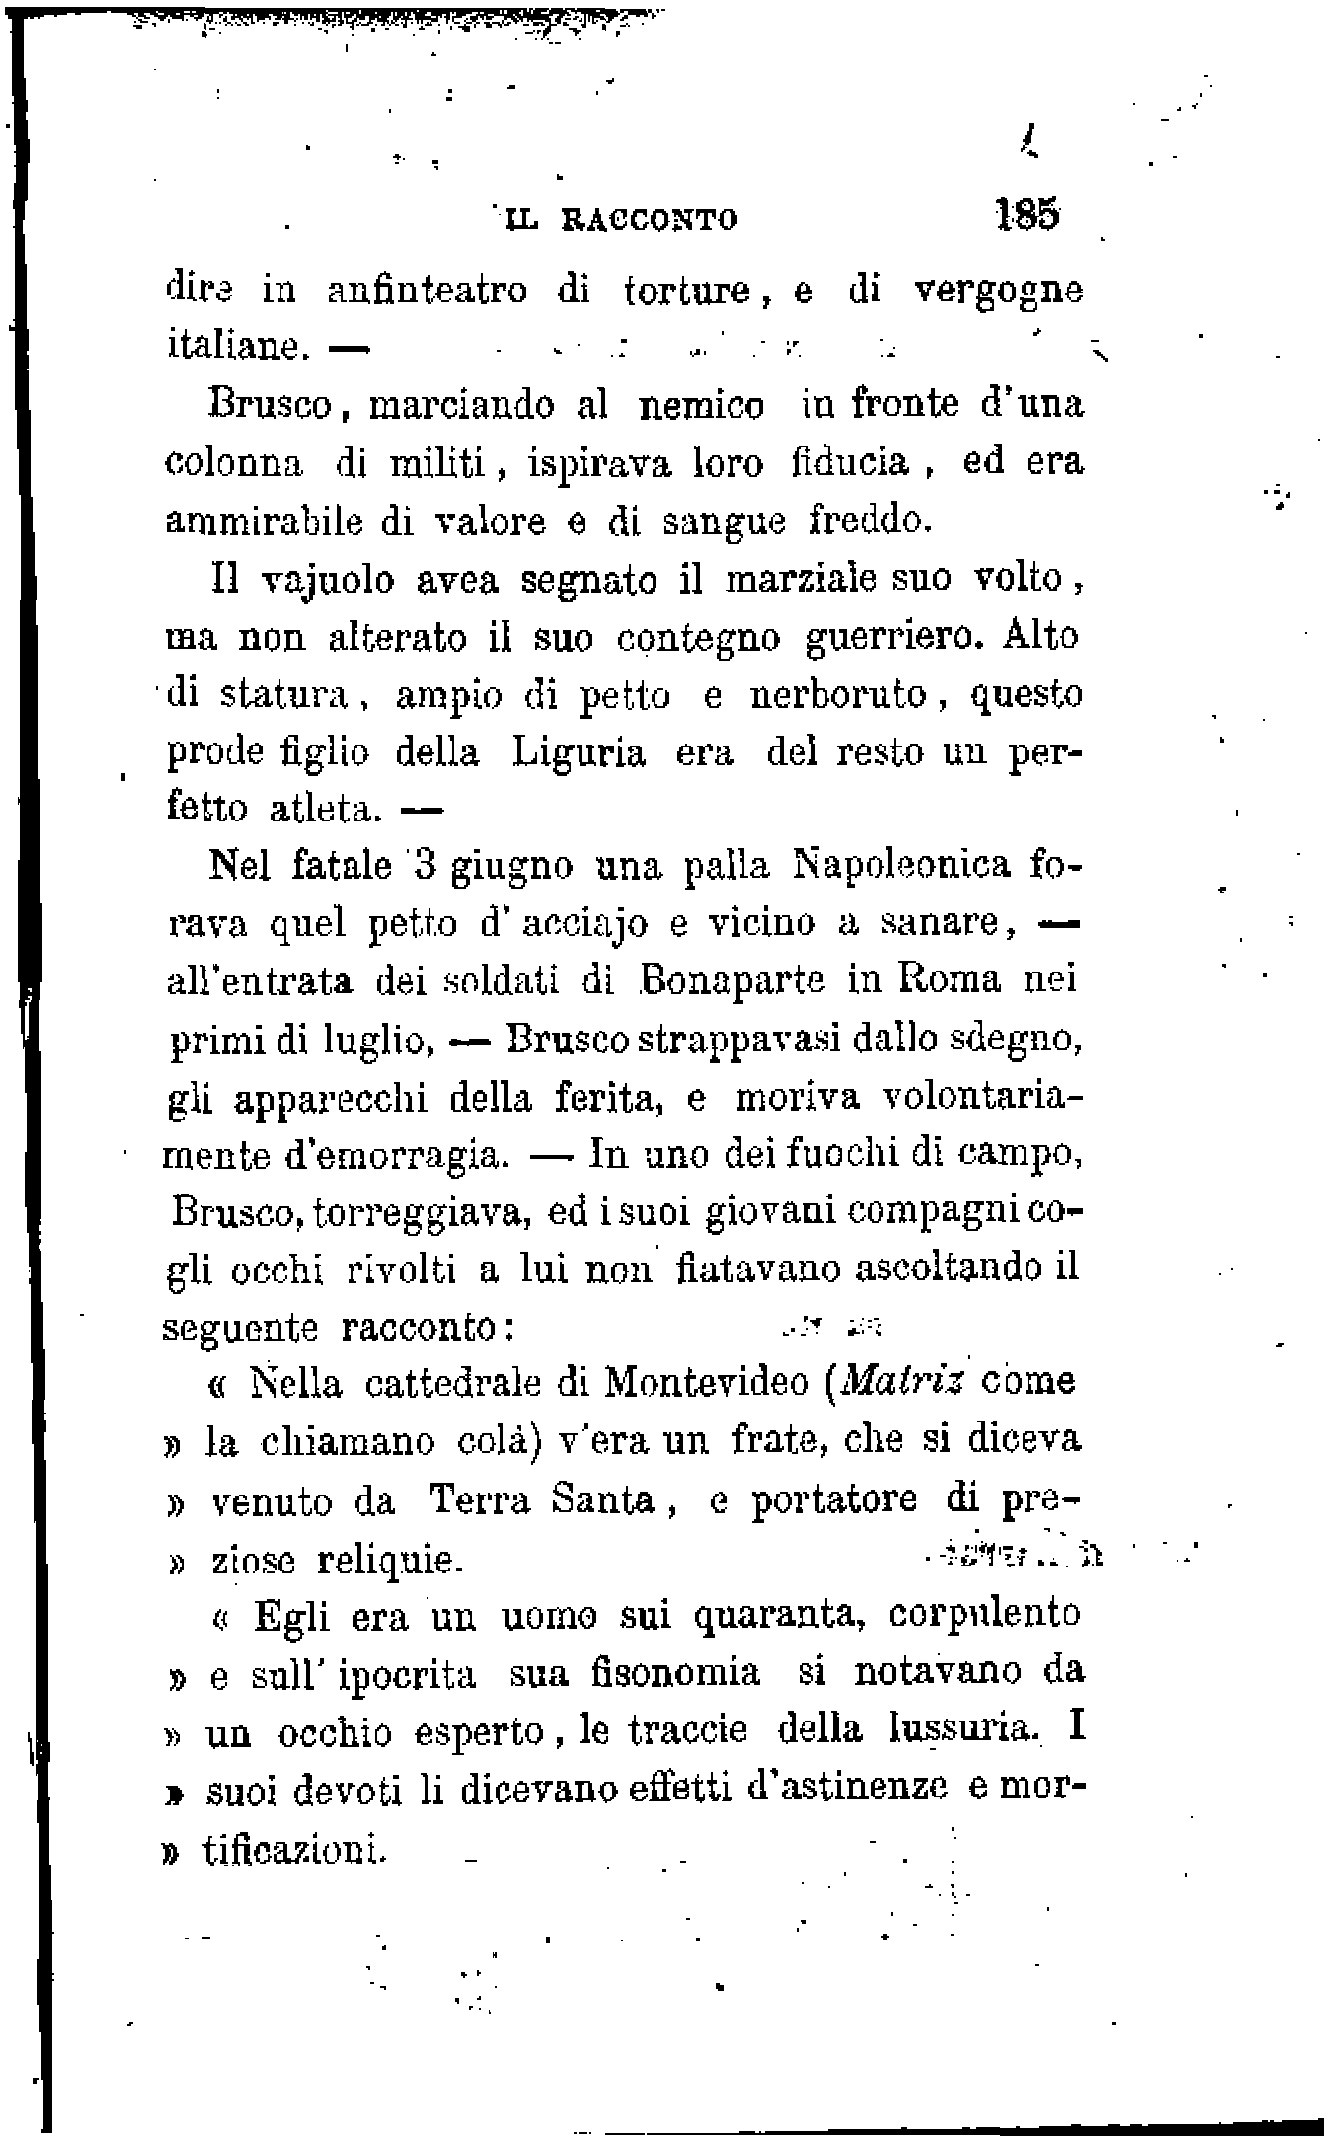 IL RACCONTO 185
dire in anfinteatro di torture, e di vergogne
italiane. —
Brusco, marciando al nemico in fronte d'una
colonna di militi, ispirava loro fiducia, ed era
ammirabile di valore e di sangue freddo.
Il vajuolo avea segnato il marziale suo volto,
ma non alterato il suo contegno guerriero. Alto
di statura, ampio di petto e nerboruto, questo
prode figlio della Liguria era del resto un per-
fetto atleta. —
Nel fatale 3 giugno una palla Napoleonica fo-
rava quel petto d'acciajo e vicino a sanare, —
all'entrata dei soldati di Bonaparte in Roma nei
primi di luglio, — Brusco strappavasi dallo sdegno,
gli apparecchi della ferita, e moriva volontaria-
mente d'emorragia. — In uno dei fuochi di campo,
Brusco, torreggiava, ed i suoi giovani compagni co-
gli occhi rivolti a lui non fiatavano ascoltando il
seguente racconto:
« Nella cattedrale di Montevideo (Matriz come
» la chiamano colà) v'era un frate, che si diceva
» venuto da Terra Santa, e portatore di pre-
» ziose reliquie.
« Egli era un uomo sui quaranta, corpulento
» e sull' ipocrita sua fisonomia si notavano da
» un occhio esperto, le traccie della lussuria. I
» suoi devoti li dicevano effetti d'astinenze e mor-
» tificazioni.